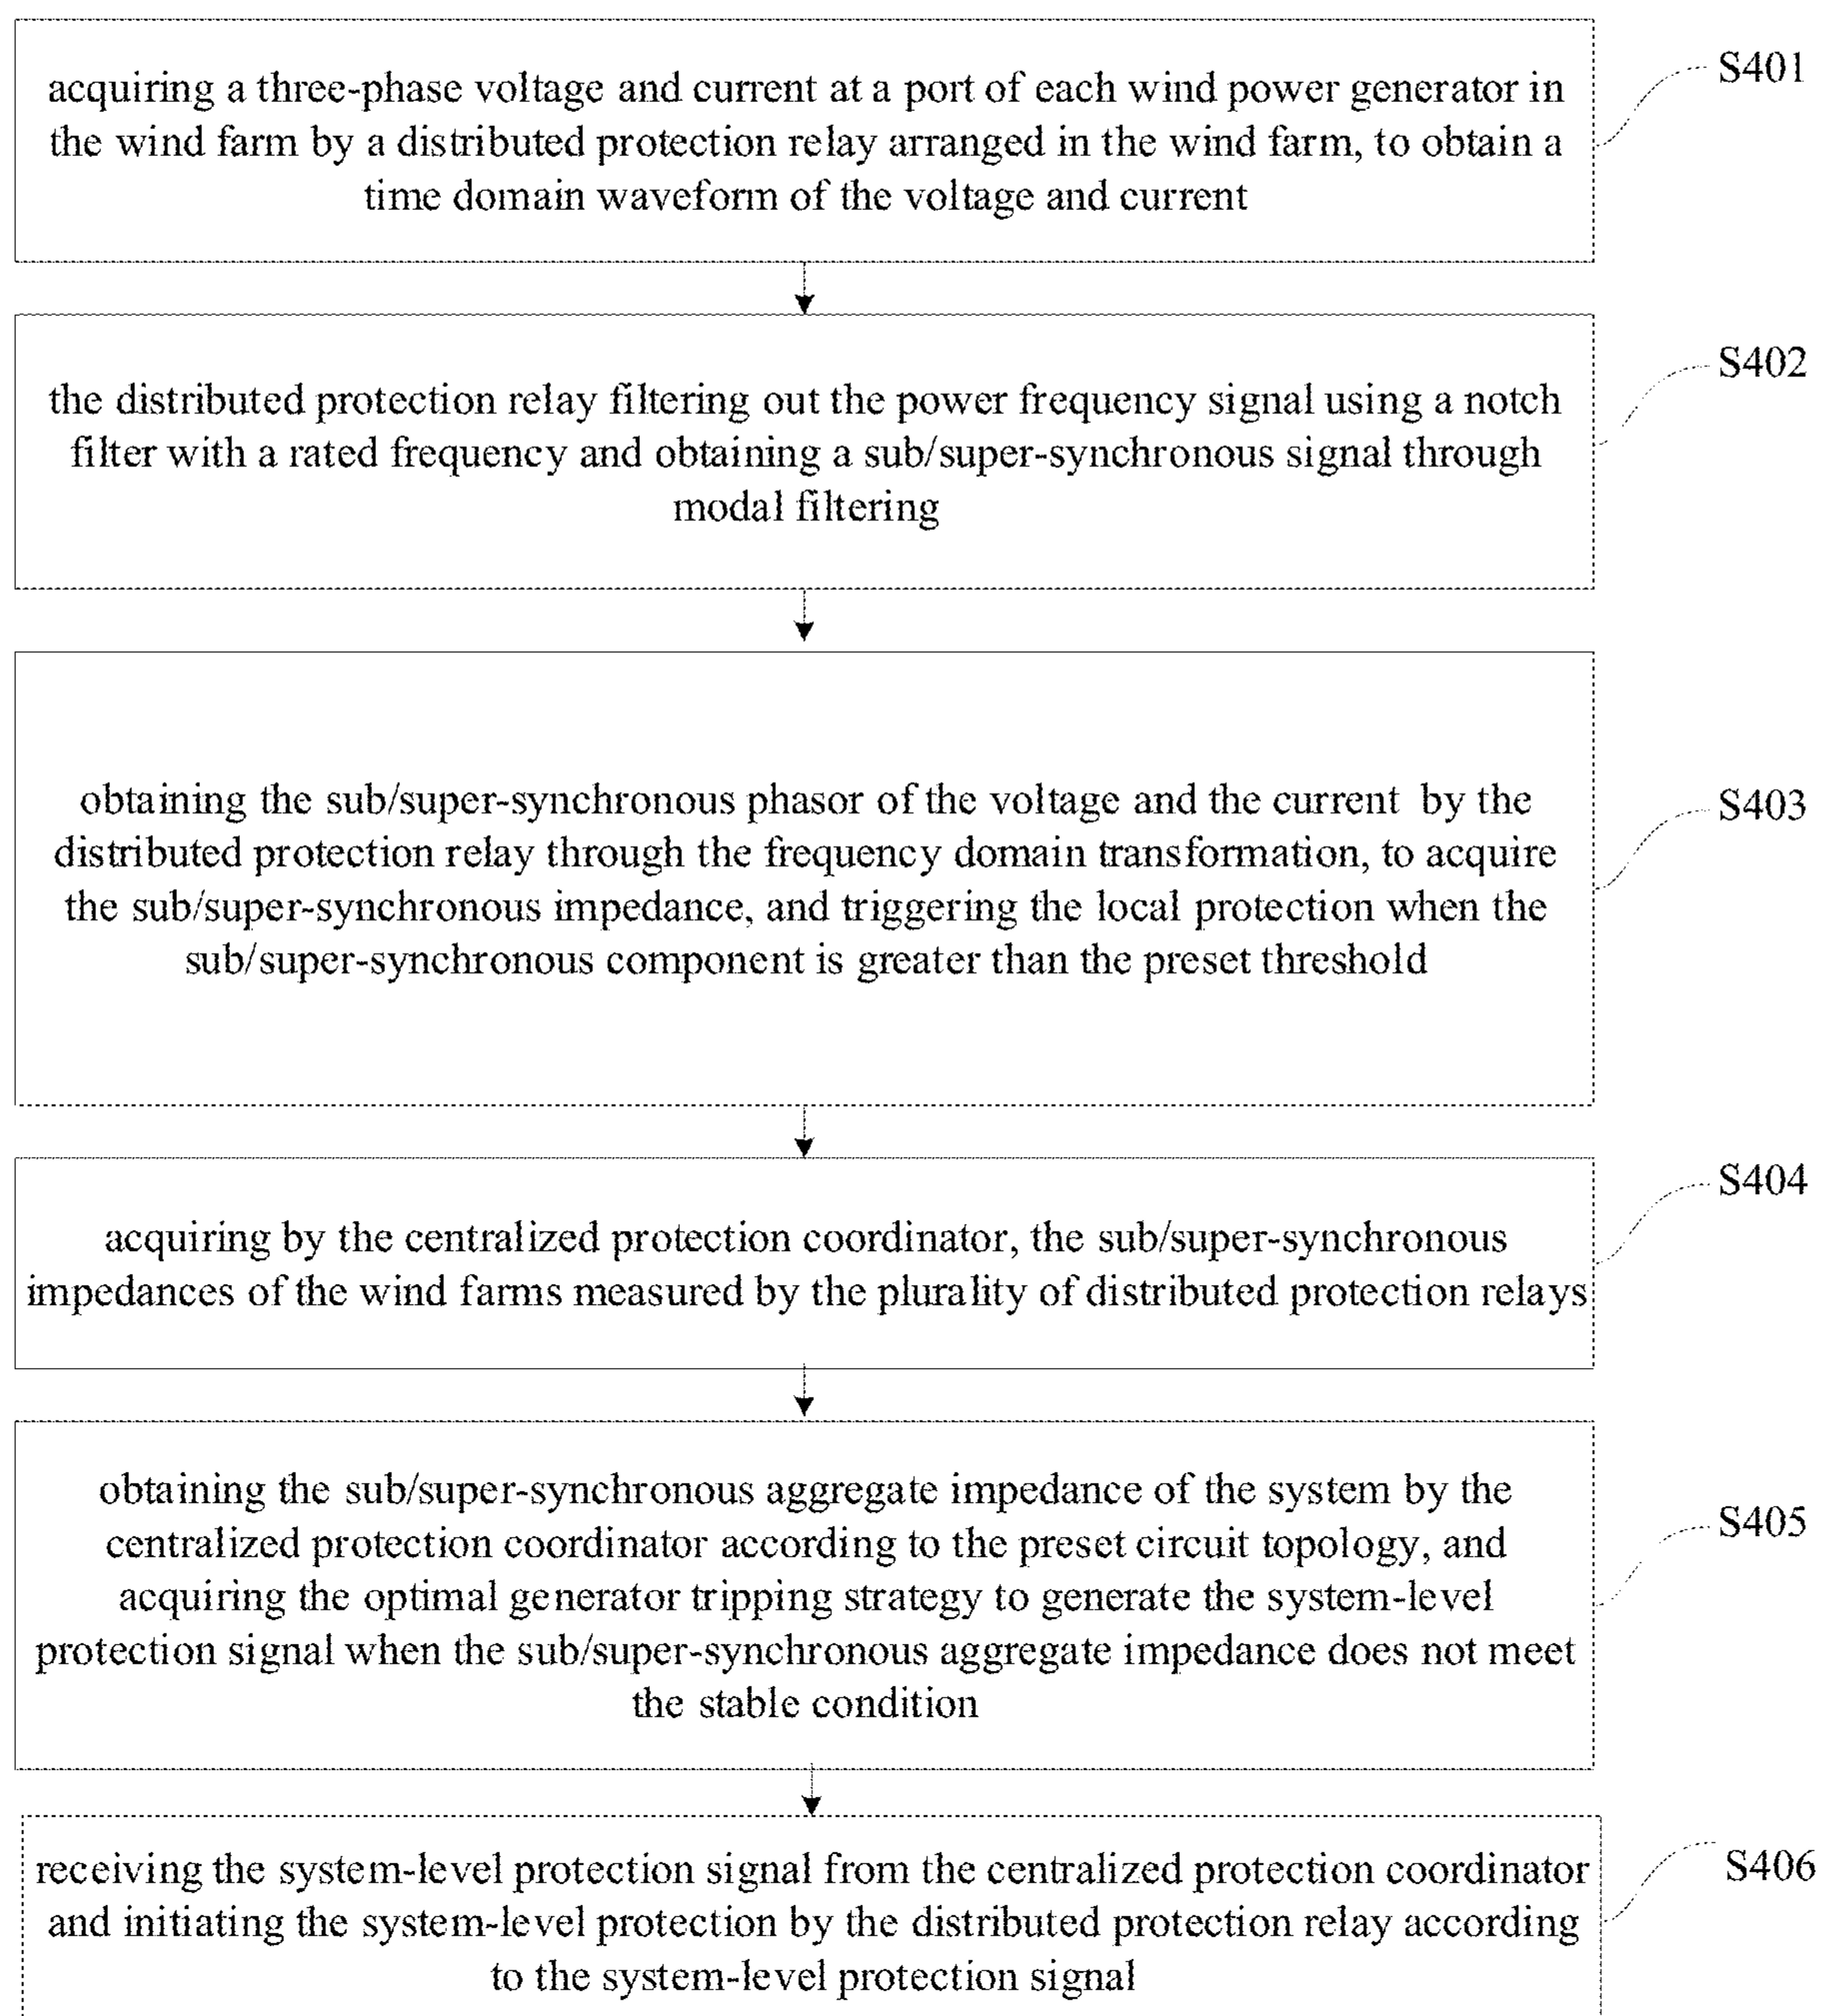 acquiring a three-phase voltage and current at a port of each wind power generator in
the wind farm by a distributed protection relay arranged in the wind farm, to obtain a
time domain waveform of the voltage and current
S401
the distributed protection relay filtering out the power frequency signal using a notch
filter with a rated frequency and obtaining a sub/super-synchronous signal through
modal filtering
S402
obtaining the sub/super-synchronous phasor of the voltage and the current by the
distributed protection relay through the frequency domain transformation, to acquire
the sub/super-synchronous impedance, and triggering the local protection when the
sub/super-synchronous component is greater than the preset threshold
S403
acquiring by the centralized protection coordinator, the sub/super-synchronous
impedances of the wind farms measured by the plurality of distributed protection relays
S404
obtaining the sub/super-synchronous aggregate impedance of the system by the
centralized protection coordinator according to the preset circuit topology, and
acquiring the optimal generator tripping strategy to generate the system-level
protection signal when the sub/super-synchronous aggregate impedance does not meet
the stable condition
S405
receiving the system-level protection signal from the centralized protection coordinator
and initiating the system-level protection by the distributed protection relay according
to the system-level protection signal
S406